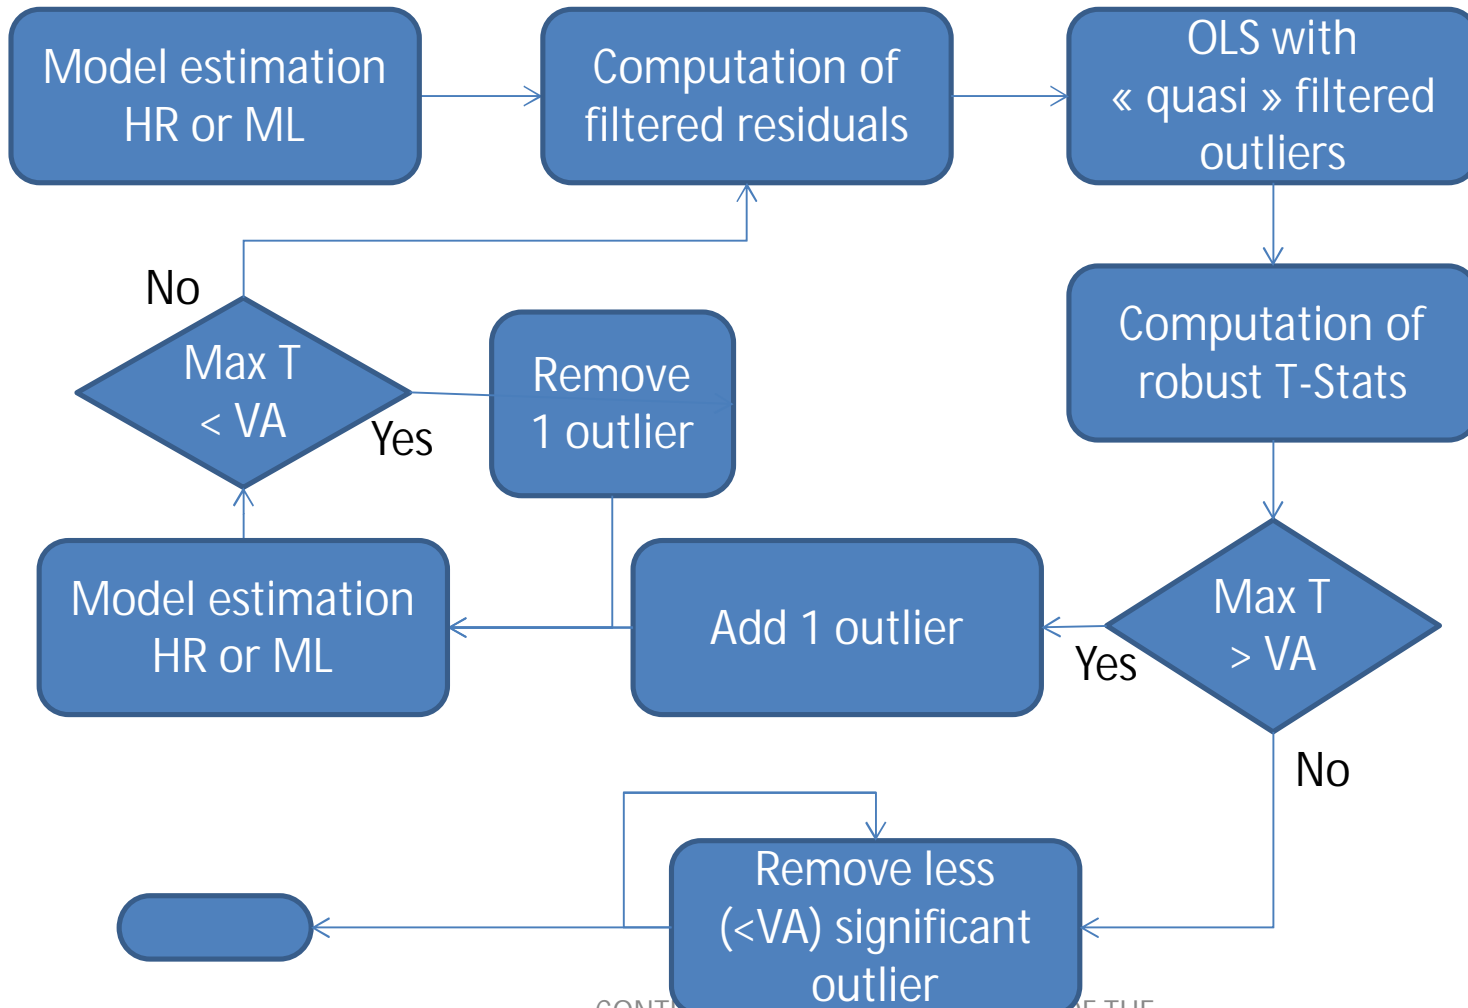 Model estimation
HR or ML
Computation of
filtered residuals
OLS with
« quasi » filtered
outliers
No
Max T
< VA
Yes
Remove
1 outlier
Computation of
robust T-Stats
Model estimation
HR or ML
Add 1 outlier
Yes
Max T
> VA
No
Remove less
(<VA) significant
outlier
THE